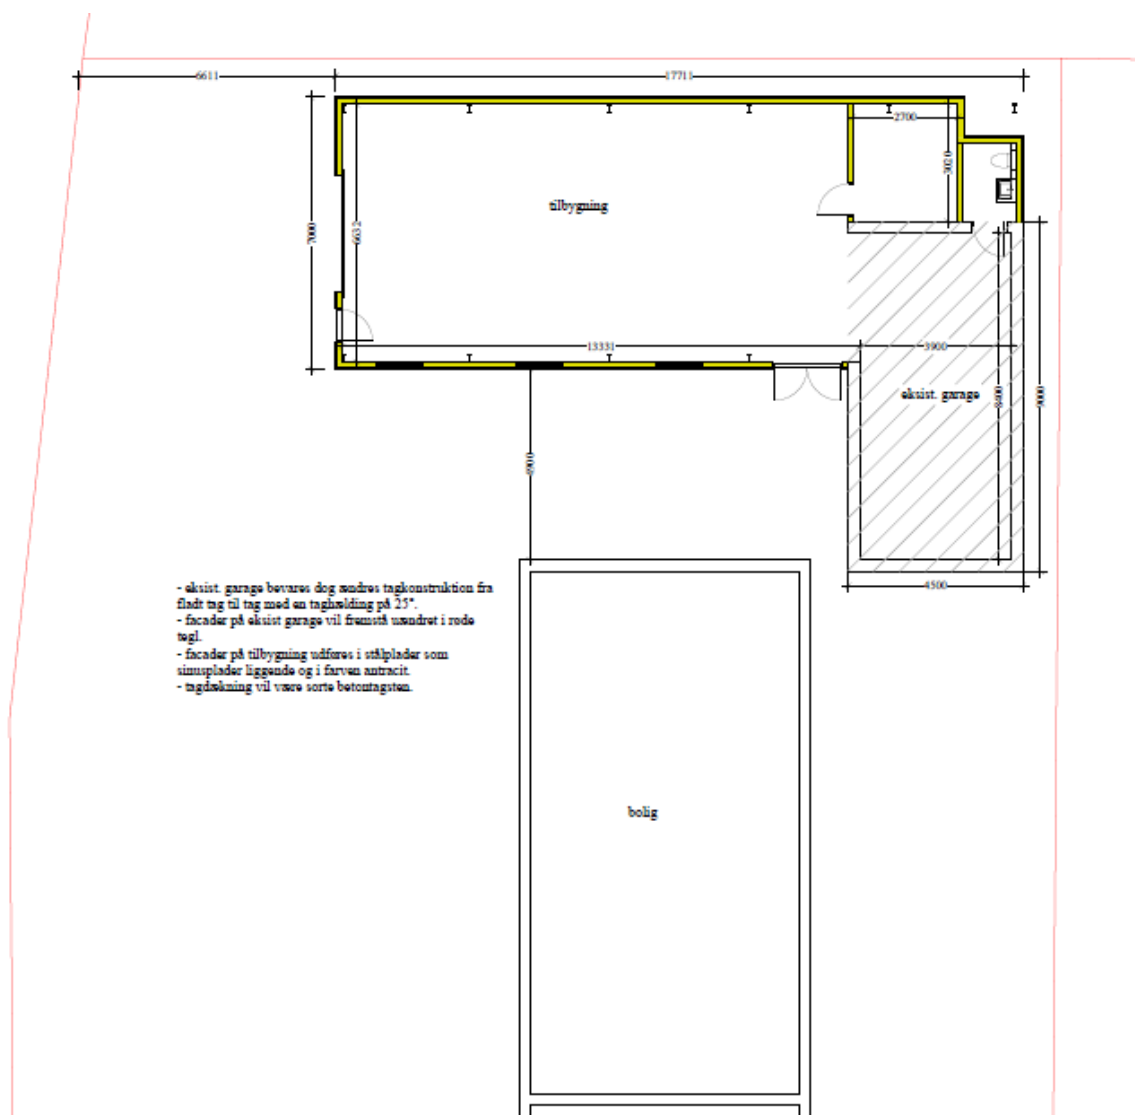 6611
17711
2700
3020
tilbygning
7000
6632
13331
3900
eksist. garage
8400
9000
4900
4500
- eksist. garage bevares dog ændres tagkonstruktion fra
fladt tag til tag med en taghældning på 25°.
- facader på eksist garage vil fremstå uændret i røde
tegl.
- facader på tilbygning udføres i stålplader som
sinusplader liggende og i farven antracit.
- tagdækning vil være sorte betontagsten.
bolig